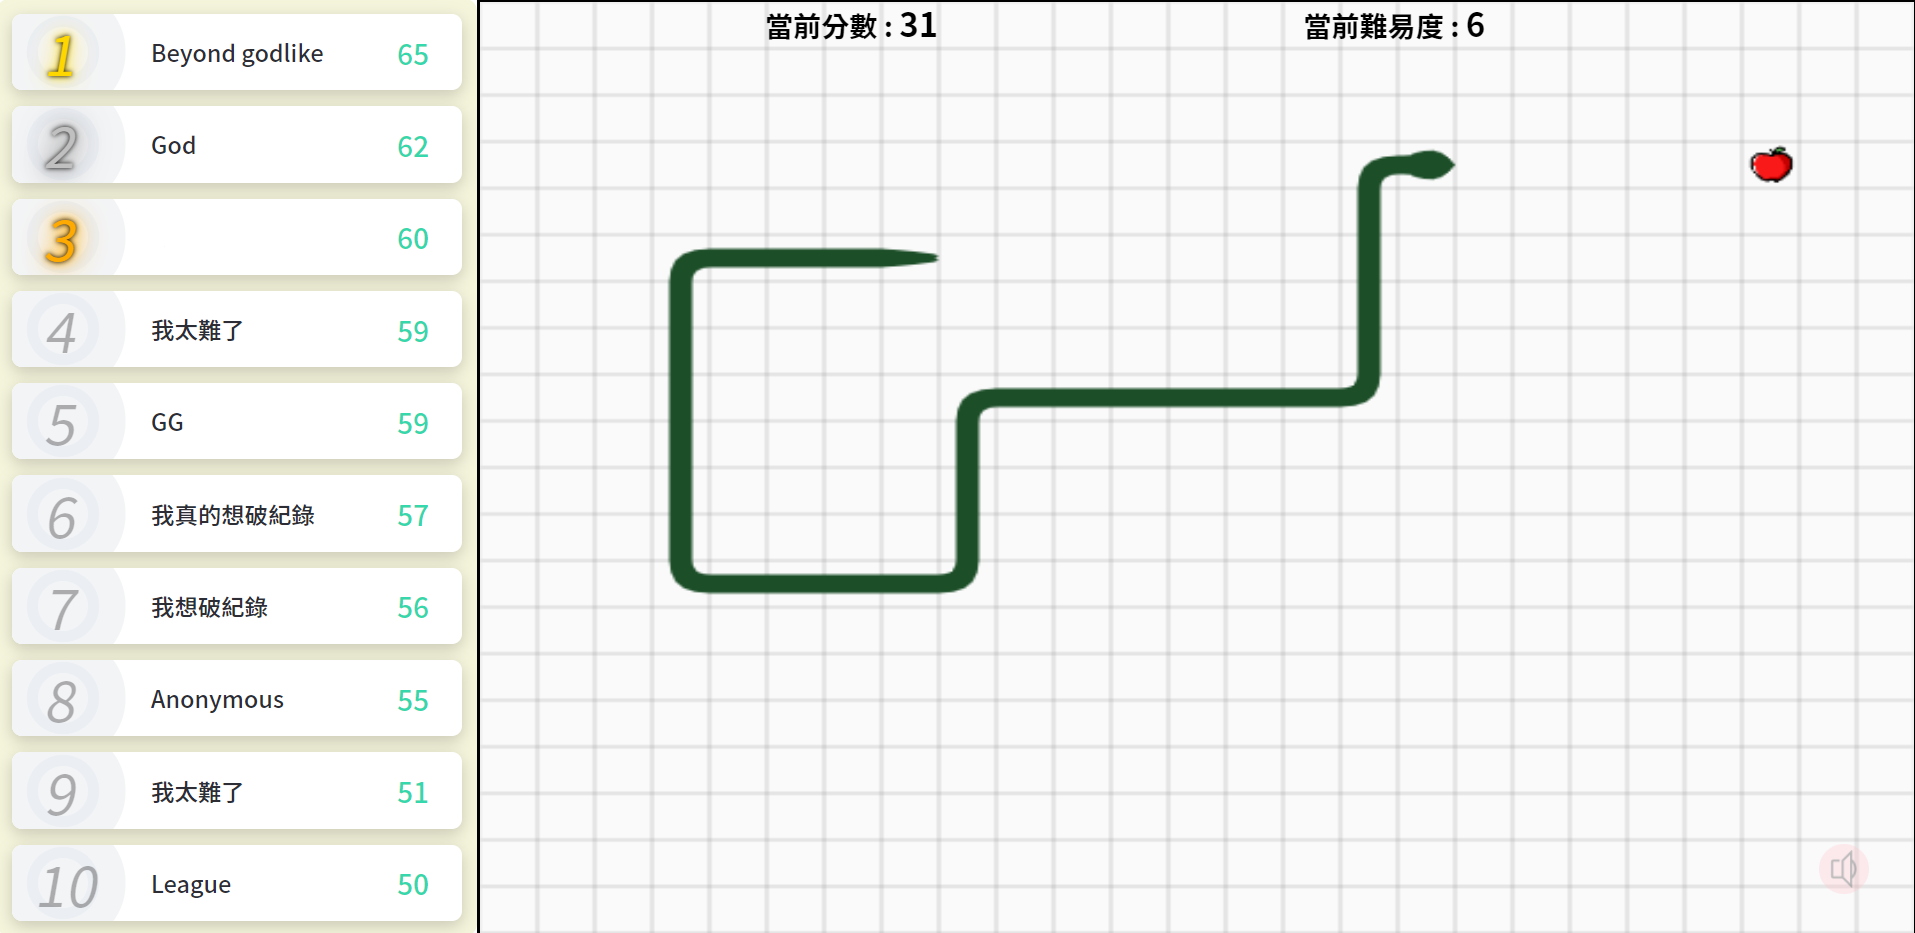 1 Beyond godlike 65
2 God 62
3 60
4 我太難了 59
5 GG 59
6 我真的想破紀錄 57
7 我想破紀錄 56
8 Anonymous 55
9 我太難了 51
10 League 50
當前分數 : 31
當前難易度 : 6